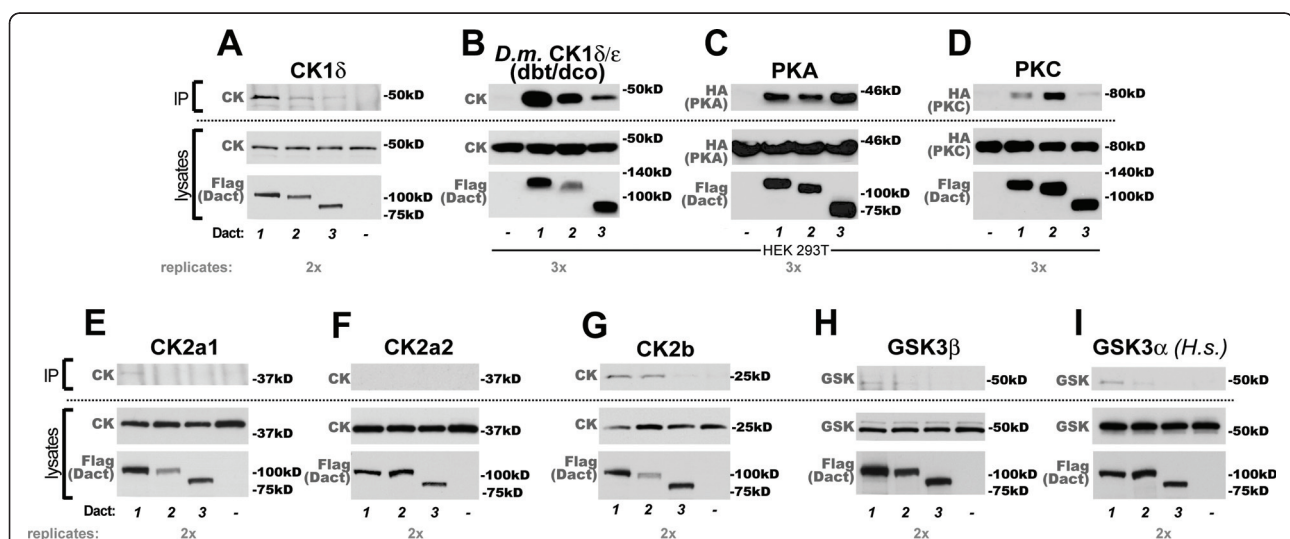 A
CK1δ
IP
CK
-50kD
lysates
CK
-50kD
Flag
(Dact)
-100kD
-75kD
Dact: 1 2 3 -
replicates: 2x
B
D.m. CK1δ/ε
(dbt/dco)
CK
-50kD
CK
-50kD
-140kD
Flag
(Dact)
-100kD
- 1 2 3
3x
C
PKA
HA
(PKA)
-46kD
HA
(PKA)
-46kD
Flag
(Dact)
-100kD
-75kD
- 1 2 3
HEK 293T
3x
D
PKC
HA
(PKC)
-80kD
HA
(PKC)
-80kD
-140kD
Flag
(Dact)
-100kD
- 1 2 3
3x
E
CK2a1
IP
CK
-37kD
lysates
CK
-37kD
Flag
(Dact)
-100kD
-75kD
Dact: 1 2 3 -
replicates: 2x
F
CK2a2
CK
-37kD
CK
-37kD
Flag
(Dact)
-100kD
-75kD
1 2 3 -
2x
G
CK2b
CK
-25kD
CK
-25kD
Flag
(Dact)
-100kD
-75kD
1 2 3 -
2x
H
GSK3β
GSK
-50kD
GSK
-50kD
Flag
(Dact)
-100kD
-75kD
1 2 3 -
2x
I
GSK3α (H.s.)
GSK
-50kD
GSK
-50kD
Flag
(Dact)
-100kD
-75kD
1 2 3 -
2x